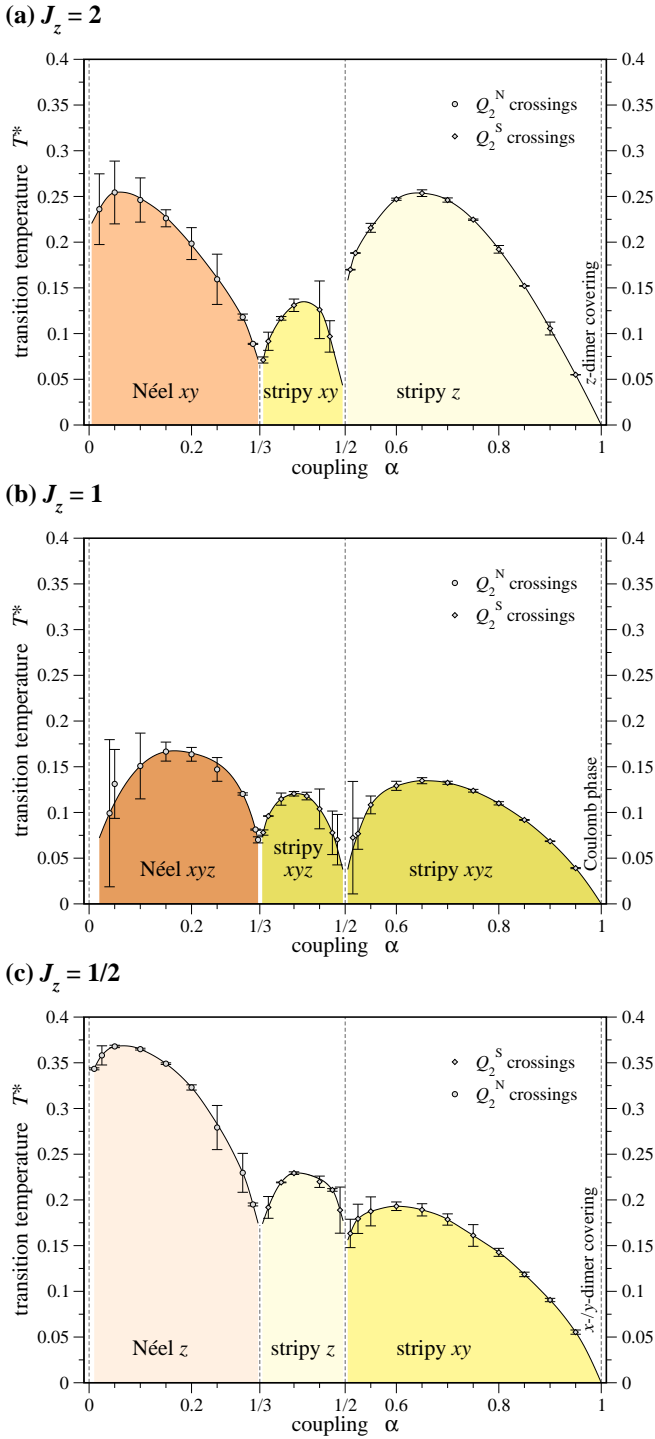 (a) J_z = 2
transition temperature T*
0.4
0.35
0.3
0.25
0.2
0.15
0.1
0.05
0
Q_2^N crossings
Q_2^S crossings
Néel xy
stripy xy
stripy z
z-dimer covering
0.4
0.35
0.3
0.25
0.2
0.15
0.1
0.05
0
0 0.2 1/3 1/2 0.6 0.8 1
coupling α
(b) J_z = 1
transition temperature T*
0.4
0.35
0.3
0.25
0.2
0.15
0.1
0.05
0
Q_2^N crossings
Q_2^S crossings
Néel xyz
stripy
xyz
stripy xyz
Coulomb phase
0.4
0.35
0.3
0.25
0.2
0.15
0.1
0.05
0
0 0.2 1/3 1/2 0.6 0.8 1
coupling α
(c) J_z = 1/2
transition temperature T*
0.4
0.35
0.3
0.25
0.2
0.15
0.1
0.05
0
Q_2^S crossings
Q_2^N crossings
Néel z
stripy z
stripy xy
x-/y-dimer covering
0.4
0.35
0.3
0.25
0.2
0.15
0.1
0.05
0
0 0.2 1/3 1/2 0.6 0.8 1
coupling α